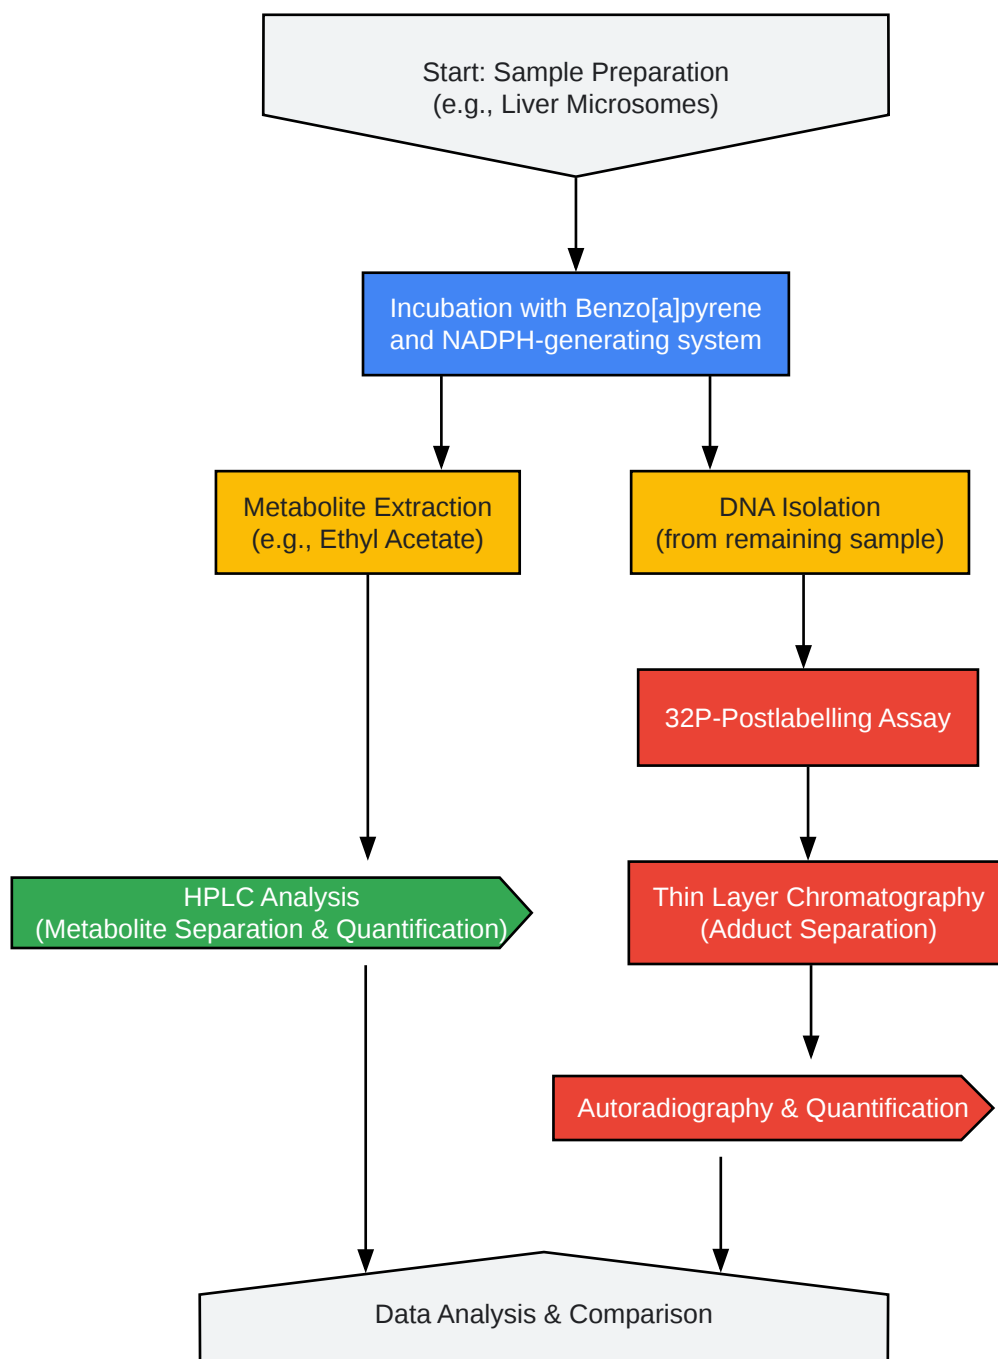 Start: Sample Preparation
(e.g., Liver Microsomes)
Incubation with Benzo[a]pyrene
and NADPH-generating system
Metabolite Extraction
(e.g., Ethyl Acetate)
DNA Isolation
(from remaining sample)
32P-Postlabelling Assay
HPLC Analysis
(Metabolite Separation & Quantification)
Thin Layer Chromatography
(Adduct Separation)
Autoradiography & Quantification
Data Analysis & Comparison